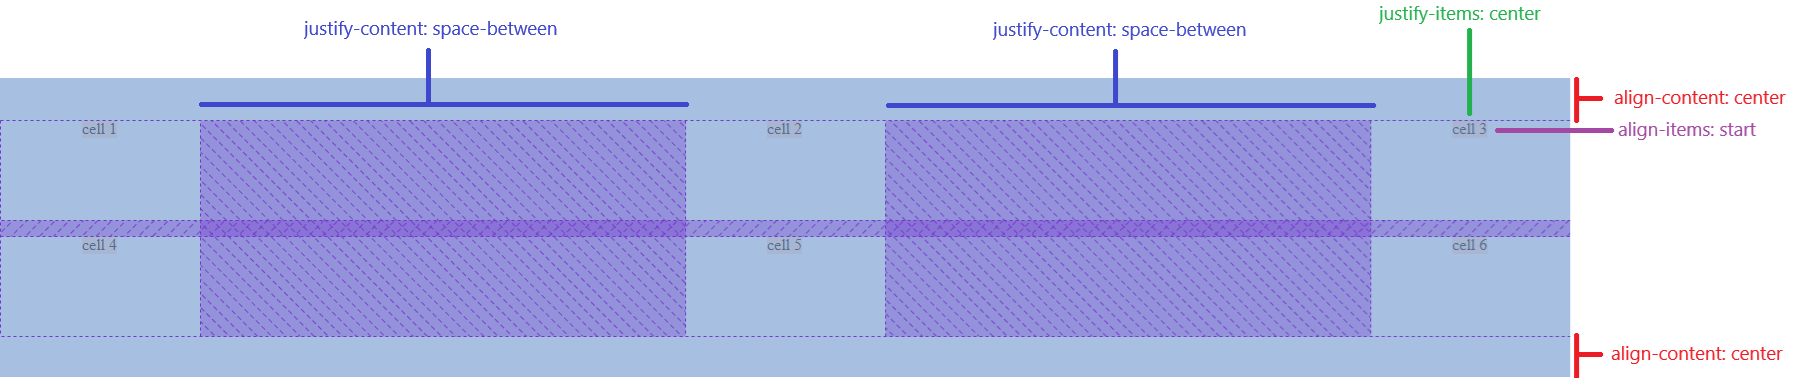 justify-items: center
justify-content: space-between
justify-content: space-between
align-content: center
cell 1
cell 2
cell 3
align-items: start
cell 4
cell 5
cell 6
align-content: center